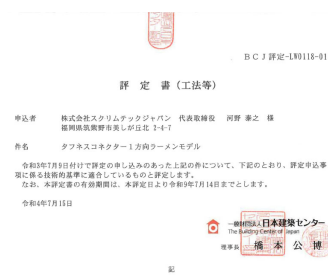 BCJ評定-LW0118-01
評 定 書（工法等）
申込者　株式会社スクリムテックジャパン　代表取締役　河野 泰之　様
福岡県筑紫野市美しが丘北 2-4-7
件名　タフネスコネクター1方向ラーメンモデル
令和3年7月9日付けで評定の申し込みのあった上記の件について、下記のとおり、評定申込事
項に係る技術的基準に適合しているものと評定します。
なお、本評定書の有効期間は、本評定日より令和9年7月14日までとします。
令和4年7月15日
一般財団法人日本建築センター
The Building Center of Japan
理事長　橋 本 公 博
記